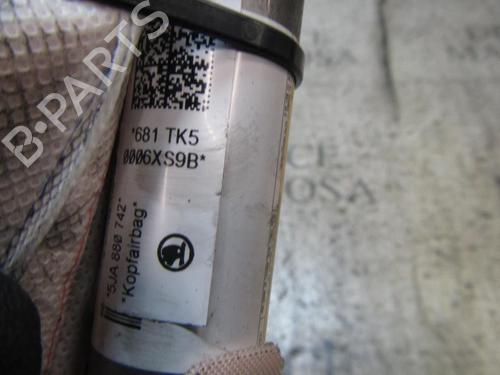 *681 TK5
0006XS9B*
*5JA 880 742*
*Kopfairbag*
B-PARTS